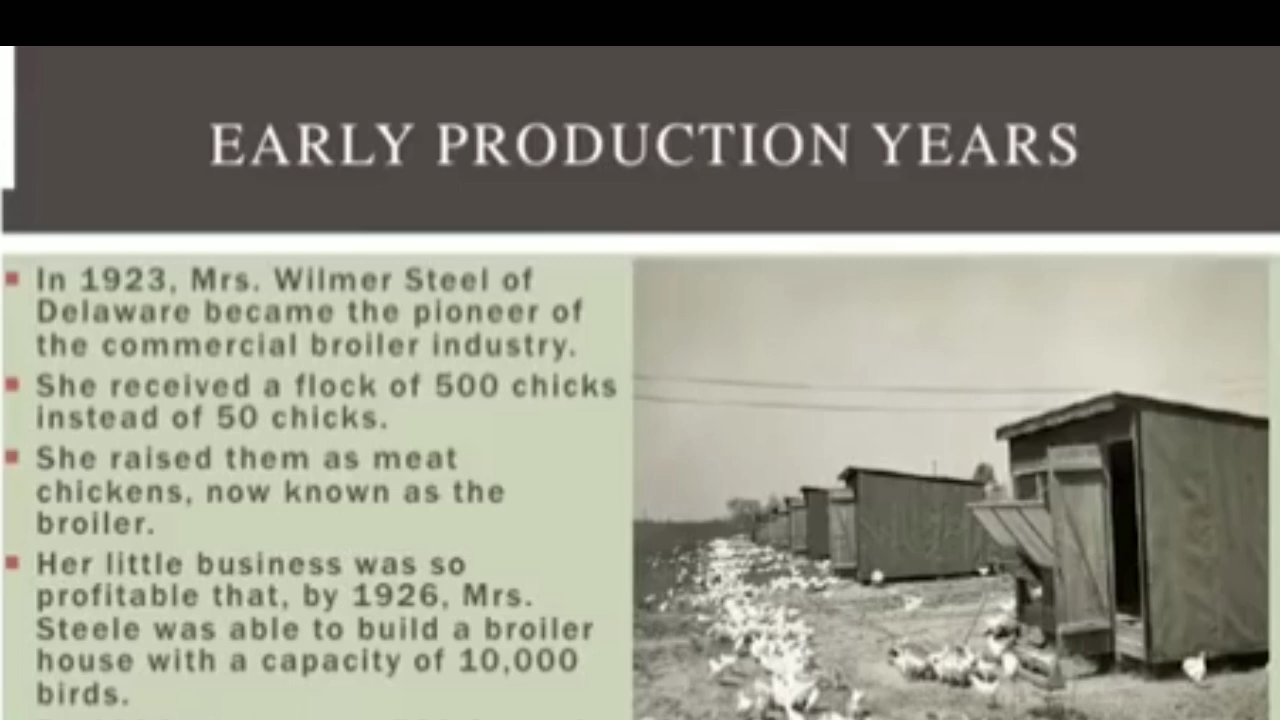 EARLY PRODUCTION YEARS
In 1923, Mrs. Wilmer Steel of
Delaware became the pioneer of
the commercial broiler industry.
She received a flock of 500 chicks
instead of 50 chicks.
She raised them as meat
chickens, now known as the
broiler.
Her little business was so
profitable that, by 1926, Mrs.
Steele was able to build a broiler
house with a capacity of 10,000
birds.